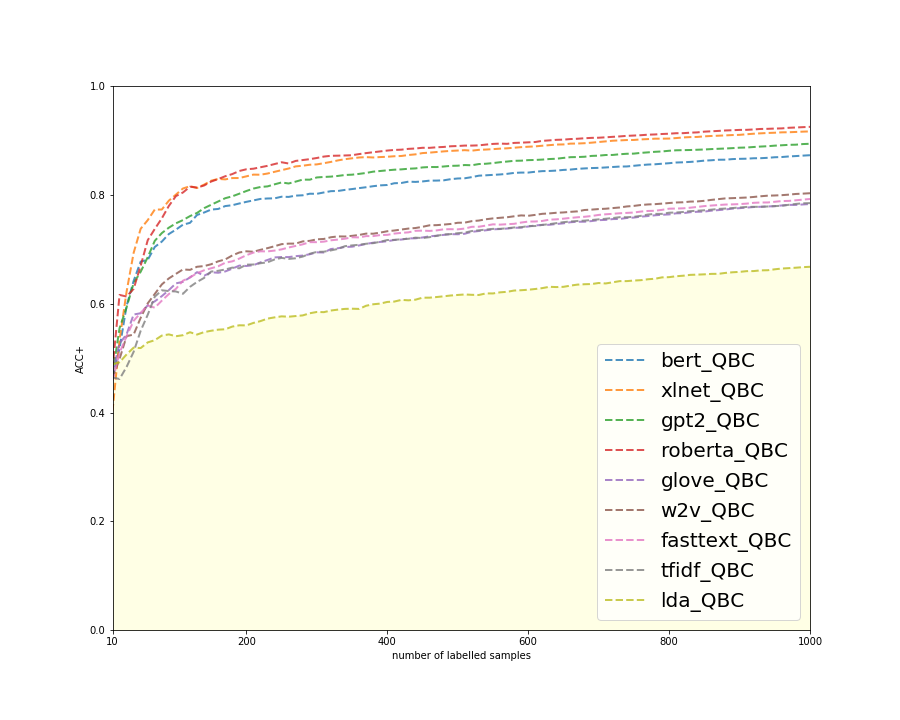 1.0
0.8
0.6
0.4
0.2
0.0
ACC+
10 200 400 600 800 1000
number of labelled samples
bert_QBC
xlnet_QBC
gpt2_QBC
roberta_QBC
glove_QBC
w2v_QBC
fasttext_QBC
tfidf_QBC
lda_QBC